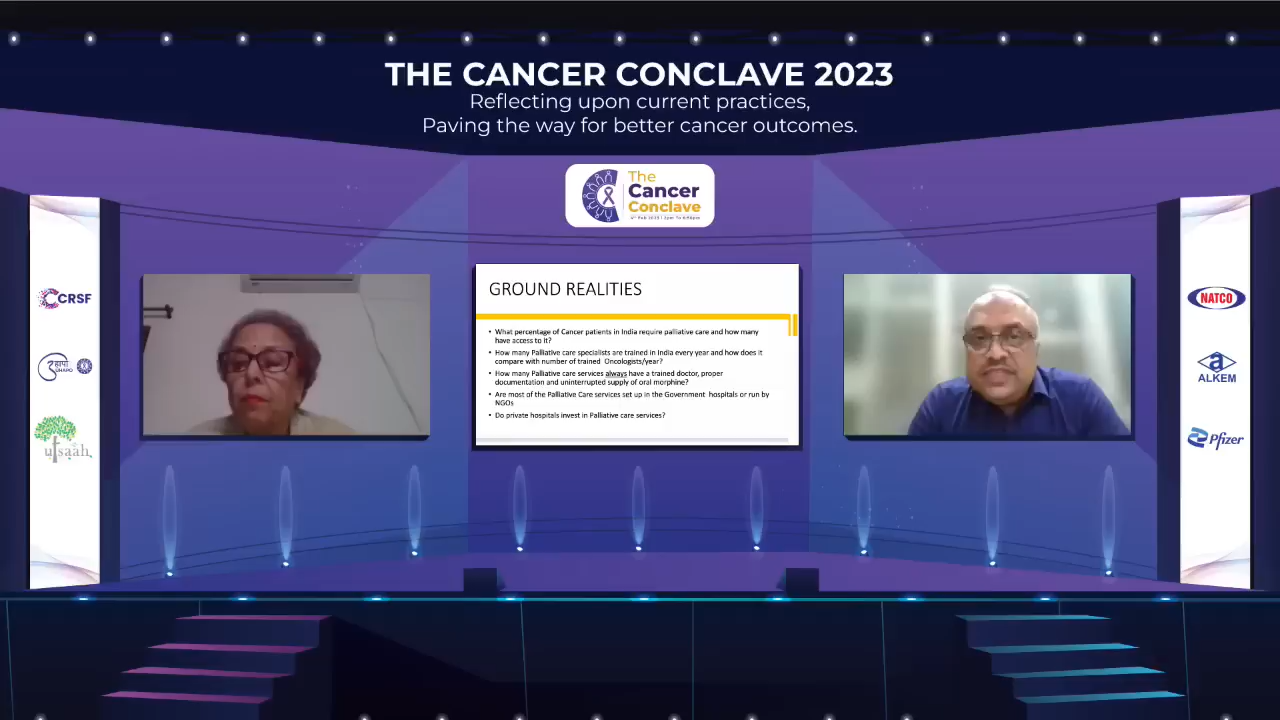 THE CANCER CONCLAVE 2023
Reflecting upon current practices,
Paving the way for better cancer outcomes.
The
Cancer
Conclave
GROUND REALITIES
• What percentage of Cancer patients in India require palliative care and how many
have access to it?
• How many Palliative care specialists are trained in India every year and how does it
compare with number of trained Oncologists/year?
• How many Palliative care services always have a trained doctor, proper
documentation and uninterrupted supply of oral morphine?
• Are most of the Palliative Care services set up in the Government hospitals or run by
NGOs
• Do private hospitals invest in Palliative care services?
CRSF
UHAPO
utsaah
NATCO
a
ALKEM
Pfizer